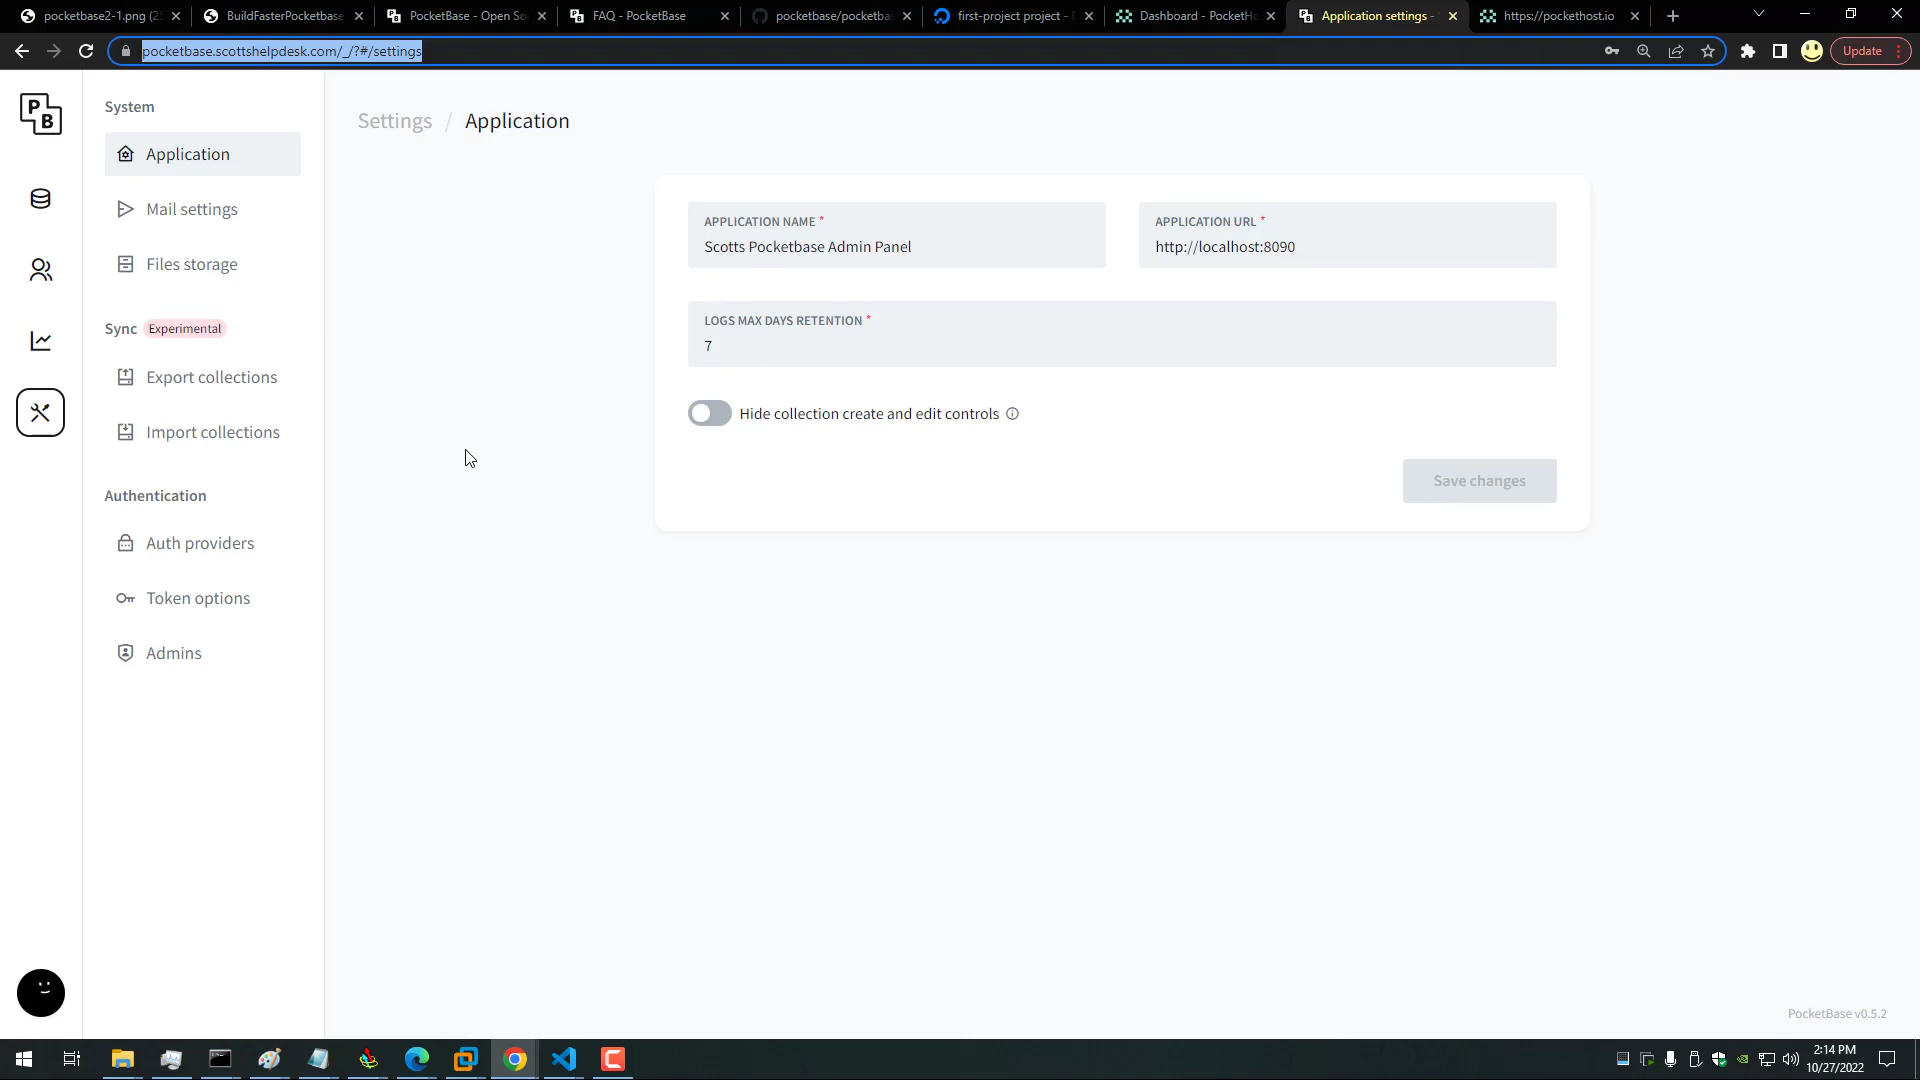 pocketbase2-1.png (25
BuildFasterPocketbase
PocketBase - Open So
FAQ - PocketBase
pocketbase/pocketba
first-project project -
Dashboard - PocketHo
Application settings -
https://pockethost.io
pocketbase.scottshelpdesk.com/_/?#/settings
Update
P
B
System
Application
Mail settings
Files storage
Sync Experimental
Export collections
Import collections
Authentication
Auth providers
Token options
Admins
Settings / Application
APPLICATION NAME *
Scotts Pocketbase Admin Panel
APPLICATION URL *
http://localhost:8090
LOGS MAX DAYS RETENTION *
7
Hide collection create and edit controls
Save changes
PocketBase v0.5.2
2:14 PM
10/27/2022